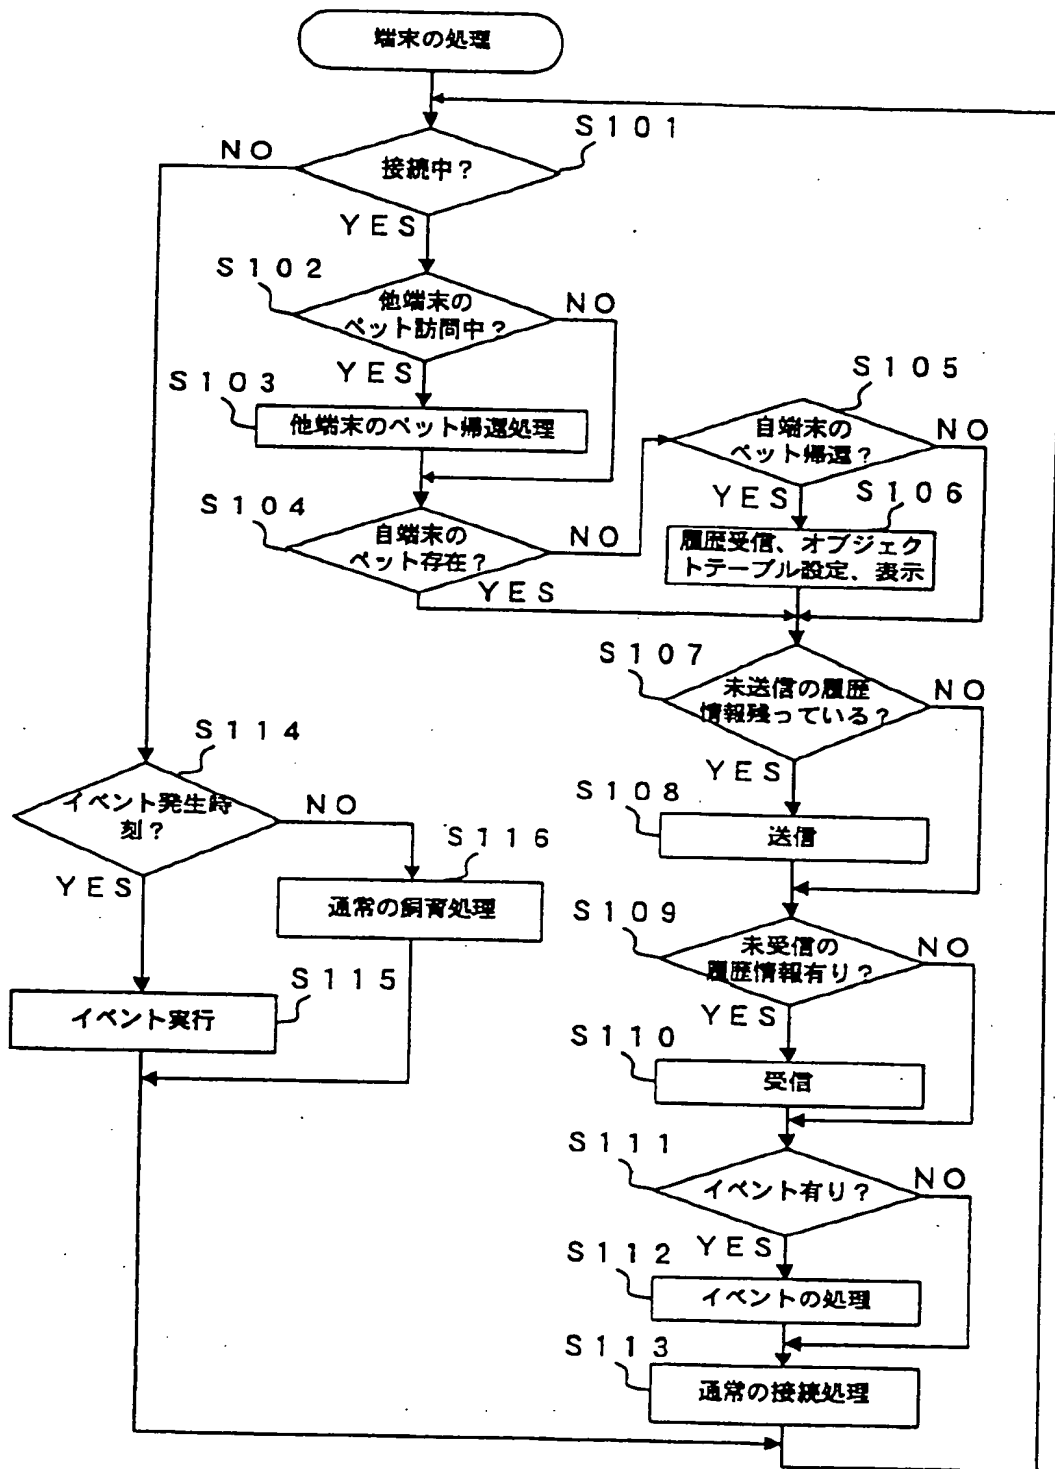 端末の処理
S101
接続中？
NO
YES
S102
他端末の
ペット訪問中？
NO
YES
S103
他端末のペット帰還処理
S104
自端末の
ペット存在？
NO
YES
S105
自端末の
ペット帰還？
NO
YES
S106
履歴受信、オブジェク
トテーブル設定、表示
S107
未送信の履歴
情報残っている？
NO
YES
S108
送信
S109
未受信の
履歴情報有り？
NO
YES
S110
受信
S111
イベント有り？
NO
YES
S112
イベントの処理
S113
通常の接続処理
S114
イベント発生時
刻？
NO
YES
S116
通常の飼育処理
S115
イベント実行